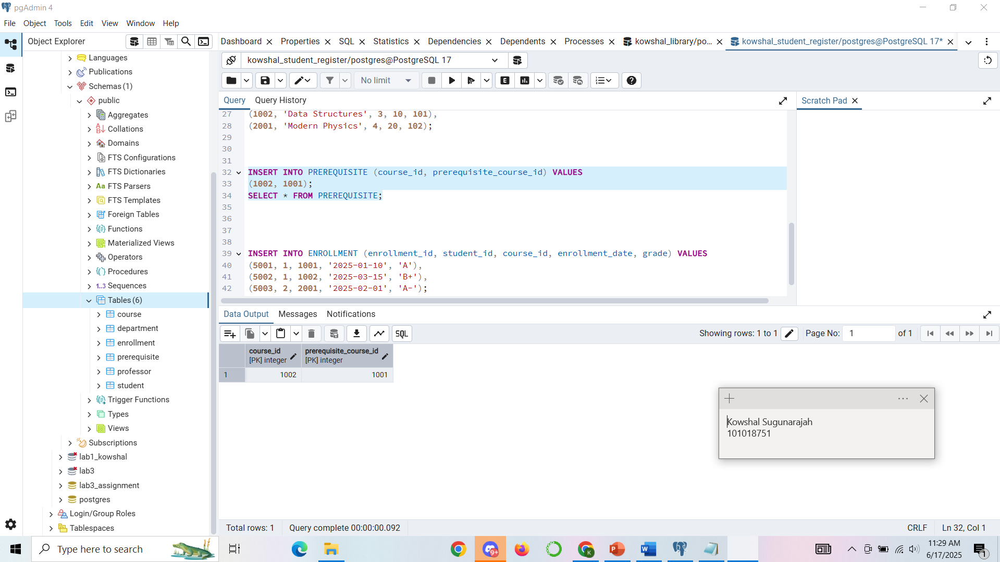 pgAdmin 4
File Object Tools Edit View Window Help
Object Explorer
Dashboard Properties SQL Statistics Dependencies Dependents Processes kowshal_library/po... kowshal_student_register/postgres@PostgreSQL 17*
kowshal_student_register/postgres@PostgreSQL 17
No limit
E
Query Query History
Scratch Pad
Languages
Publications
Schemas (1)
public
Aggregates
Collations
Domains
FTS Configurations
FTS Dictionaries
Aa FTS Parsers
FTS Templates
Foreign Tables
Functions
Materialized Views
Operators
Procedures
1..3 Sequences
Tables (6)
course
department
enrollment
prerequisite
professor
student
Trigger Functions
Types
Views
Subscriptions
lab1_kowshal
lab3
lab3_assignment
postgres
Login/Group Roles
Tablespaces
27 (1002, 'Data Structures', 3, 10, 101),
28 (2001, 'Modern Physics', 4, 20, 102);
29
30
31
32 INSERT INTO PREREQUISITE (course_id, prerequisite_course_id) VALUES
33 (1002, 1001);
34 SELECT * FROM PREREQUISITE;
35
36
37
38
39 INSERT INTO ENROLLMENT (enrollment_id, student_id, course_id, enrollment_date, grade) VALUES
40 (5001, 1, 1001, '2025-01-10', 'A'),
41 (5002, 1, 1002, '2025-03-15', 'B+'),
42 (5003, 2, 2001, '2025-02-01', 'A-');
Data Output Messages Notifications
SQL
Showing rows: 1 to 1 Page No: 1 of 1
course_id prerequisite_course_id
[PK] integer [PK] integer
1 1002 1001
Kowshal Sugunarajah
101018751
Total rows: 1 Query complete 00:00:00.092 CRLF Ln 32, Col 1
Type here to search
9+
K
P
W
11:29 AM
6/17/2025
1